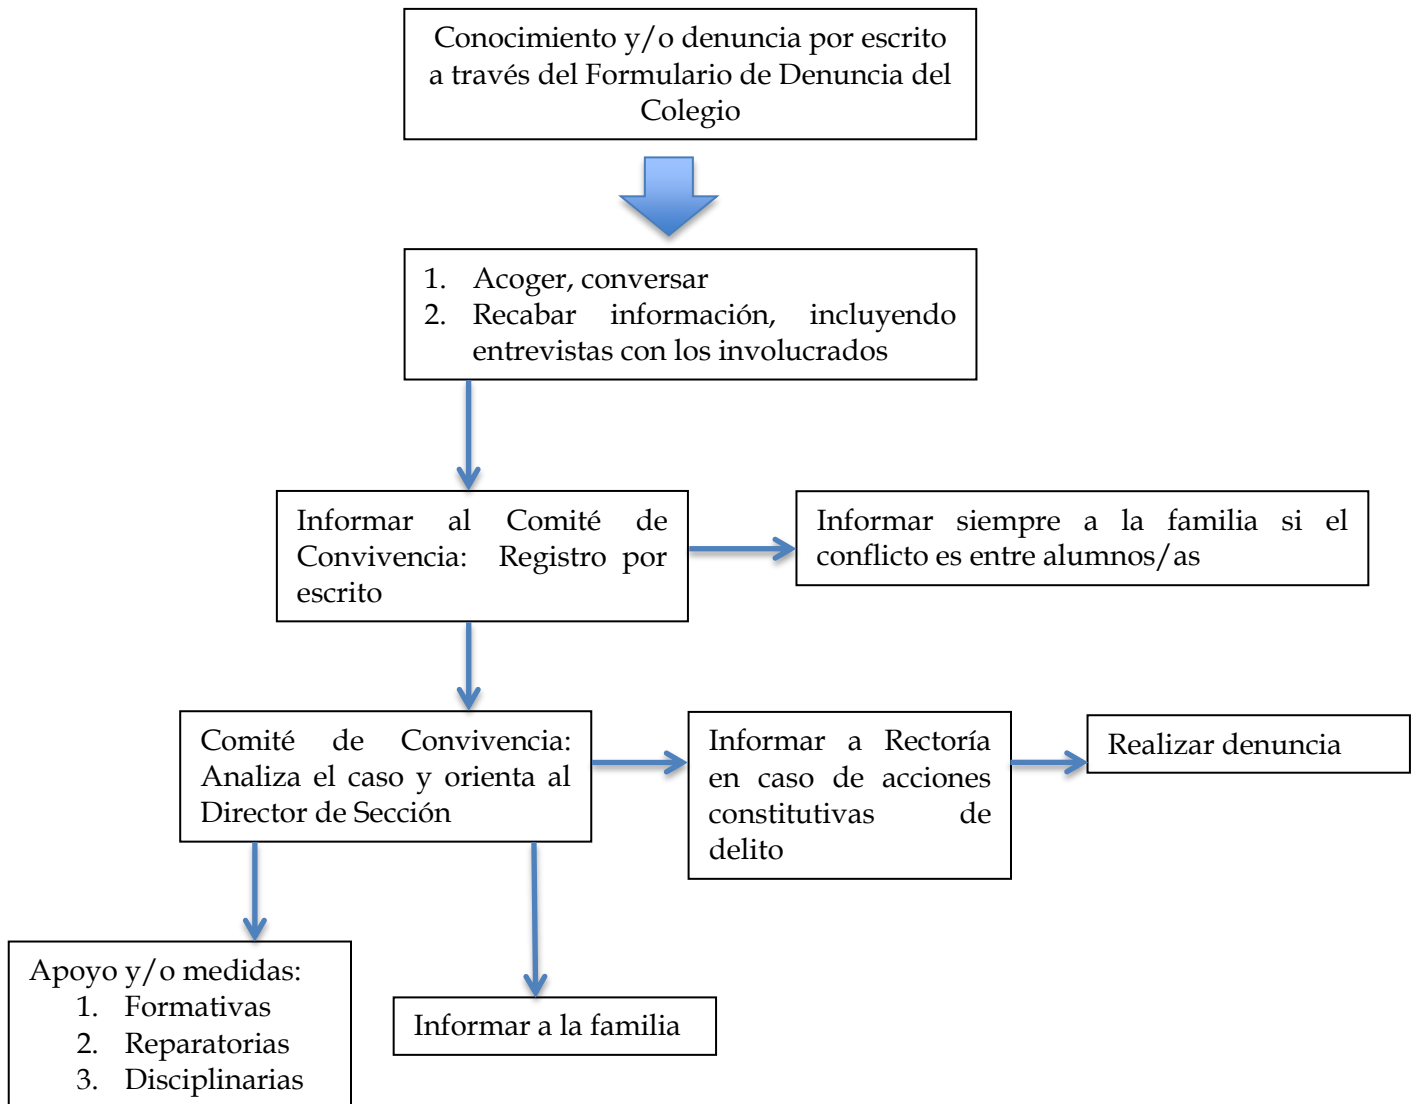 Conocimiento y/o denuncia por escrito
a través del Formulario de Denuncia del
Colegio
1. Acoger, conversar
2. Recabar información, incluyendo
entrevistas con los involucrados
Informar al Comité de
Convivencia: Registro por
escrito
Informar siempre a la familia si el
conflicto es entre alumnos/as
Comité de Convivencia:
Analiza el caso y orienta al
Director de Sección
Informar a Rectoría
en caso de acciones
constitutivas de
delito
Realizar denuncia
Apoyo y/o medidas:
1. Formativas
2. Reparatorias
3. Disciplinarias
Informar a la familia